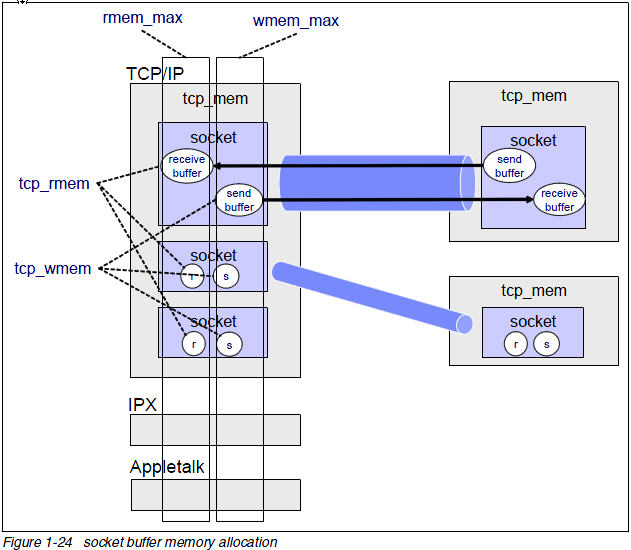 rmem_max
wmem_max
TCP/IP
tcp_mem
socket
receive
buffer
send
buffer
tcp_rmem
tcp_wmem
socket
r
s
socket
r
s
IPX
Appletalk
tcp_mem
socket
send
buffer
receive
buffer
tcp_mem
socket
r
s
Figure 1-24 socket buffer memory allocation